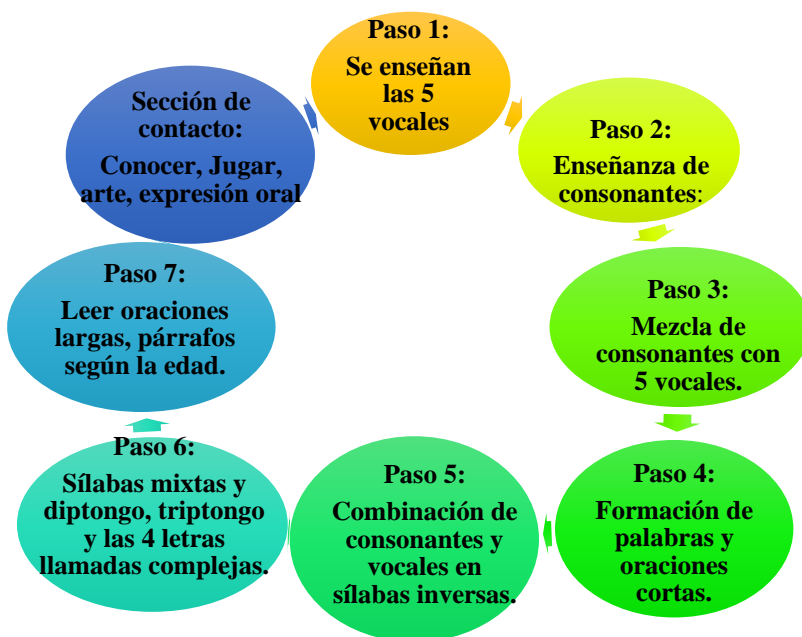 Sección de
contacto:
Conocer, Jugar,
arte, expresión oral
Paso 1:
Se enseñan
las 5
vocales
Paso 2:
Enseñanza de
consonantes:
Paso 3:
Mezcla de
consonantes con
5 vocales.
Paso 4:
Formación de
palabras y
oraciones
cortas.
Paso 5:
Combinación de
consonantes y
vocales en
sílabas inversas.
Paso 6:
Sílabas mixtas y
diptongo, triptongo
y las 4 letras
llamadas complejas.
Paso 7:
Leer oraciones
largas, párrafos
según la edad.